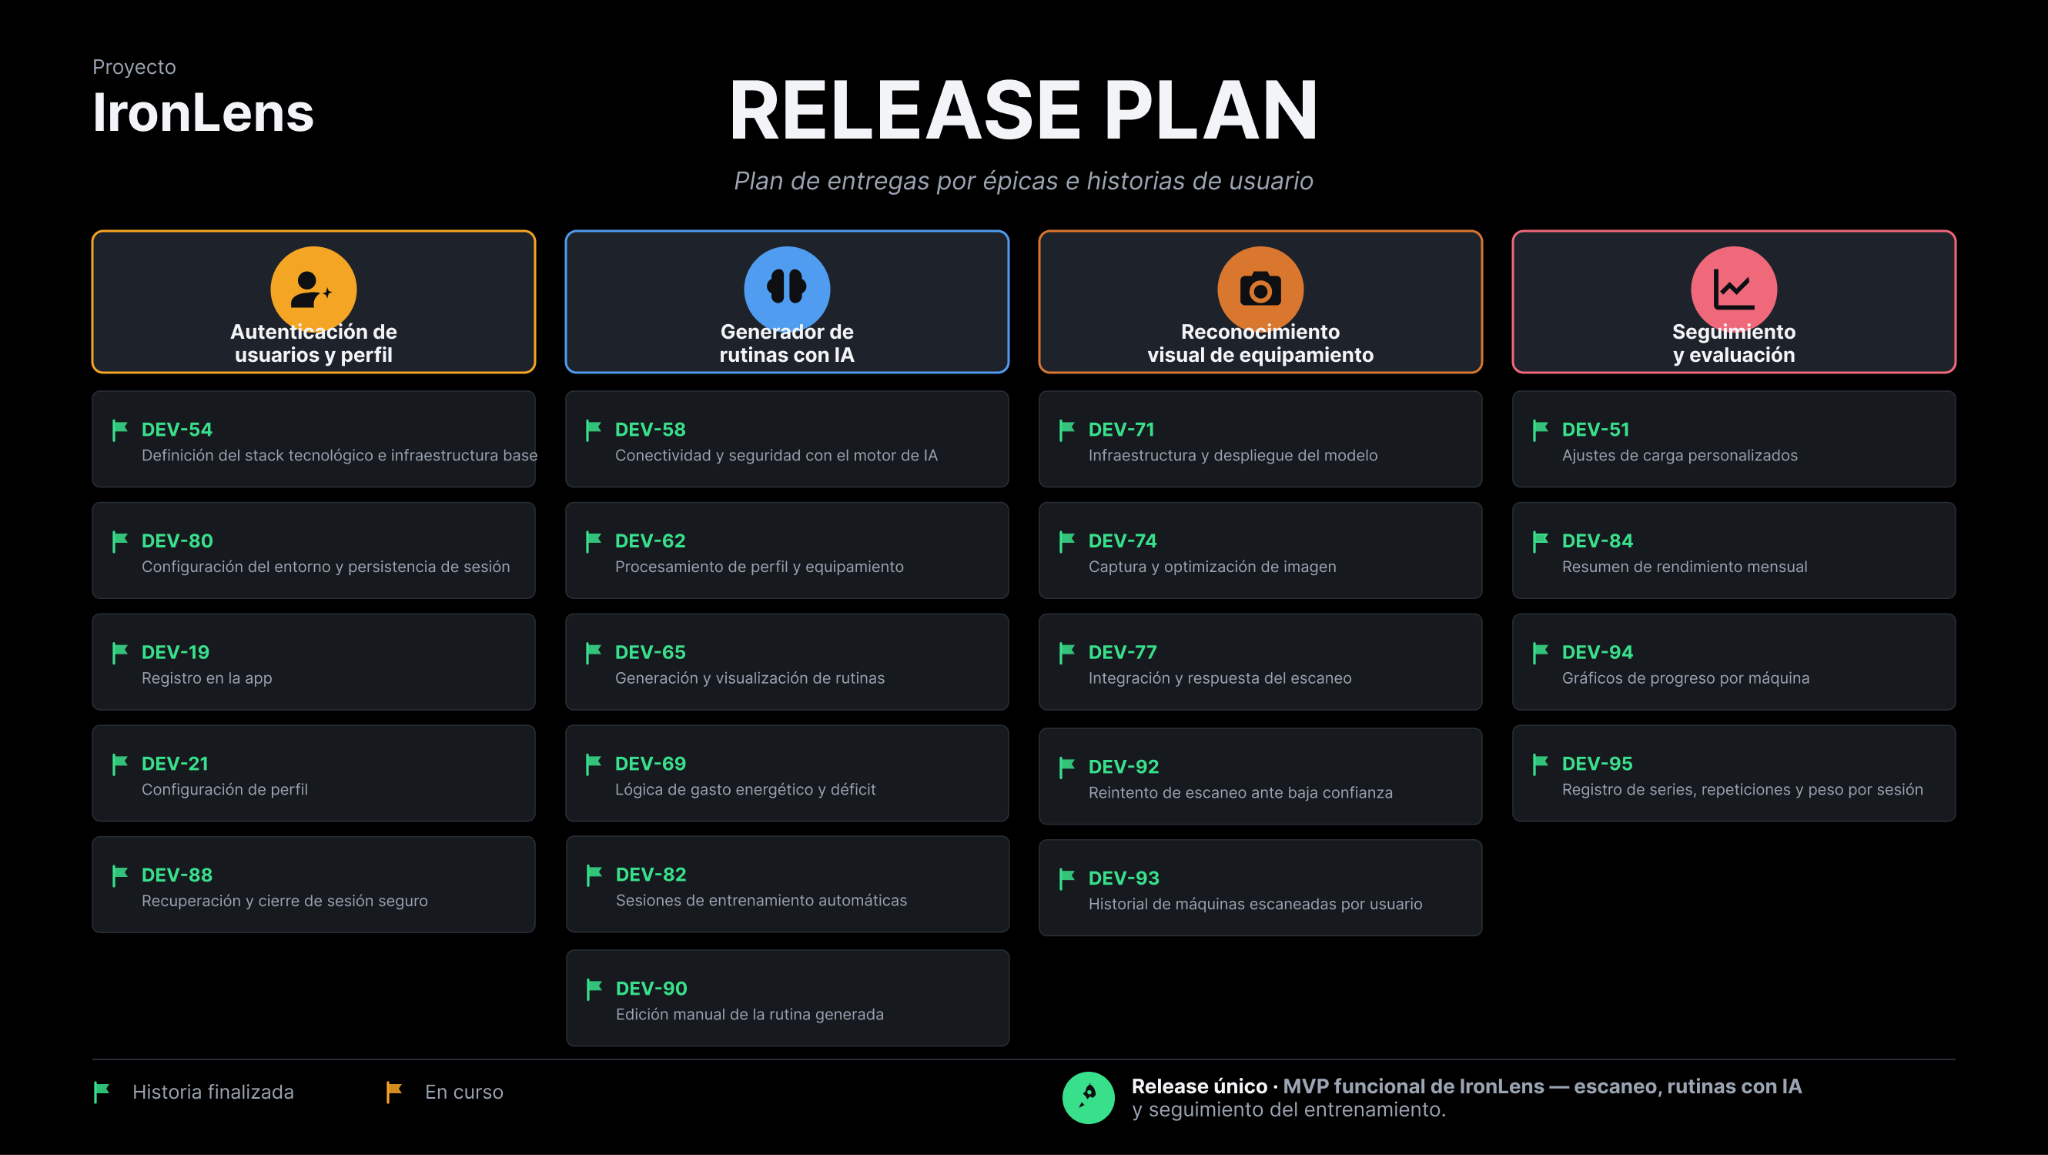 Proyecto
IronLens
RELEASE PLAN
Plan de entregas por épicas e historias de usuario
Autenticación de
usuarios y perfil
DEV-54
Definición del stack tecnológico e infraestructura base
DEV-80
Configuración del entorno y persistencia de sesión
DEV-19
Registro en la app
DEV-21
Configuración de perfil
DEV-88
Recuperación y cierre de sesión seguro
Generador de
rutinas con IA
DEV-58
Conectividad y seguridad con el motor de IA
DEV-62
Procesamiento de perfil y equipamiento
DEV-65
Generación y visualización de rutinas
DEV-69
Lógica de gasto energético y déficit
DEV-82
Sesiones de entrenamiento automáticas
DEV-90
Edición manual de la rutina generada
Reconocimiento
visual de equipamiento
DEV-71
Infraestructura y despliegue del modelo
DEV-74
Captura y optimización de imagen
DEV-77
Integración y respuesta del escaneo
DEV-92
Reintento de escaneo ante baja confianza
DEV-93
Historial de máquinas escaneadas por usuario
Seguimiento
y evaluación
DEV-51
Ajustes de carga personalizados
DEV-84
Resumen de rendimiento mensual
DEV-94
Gráficos de progreso por máquina
DEV-95
Registro de series, repeticiones y peso por sesión
Historia finalizada
En curso
Release único · MVP funcional de IronLens — escaneo, rutinas con IA
y seguimiento del entrenamiento.